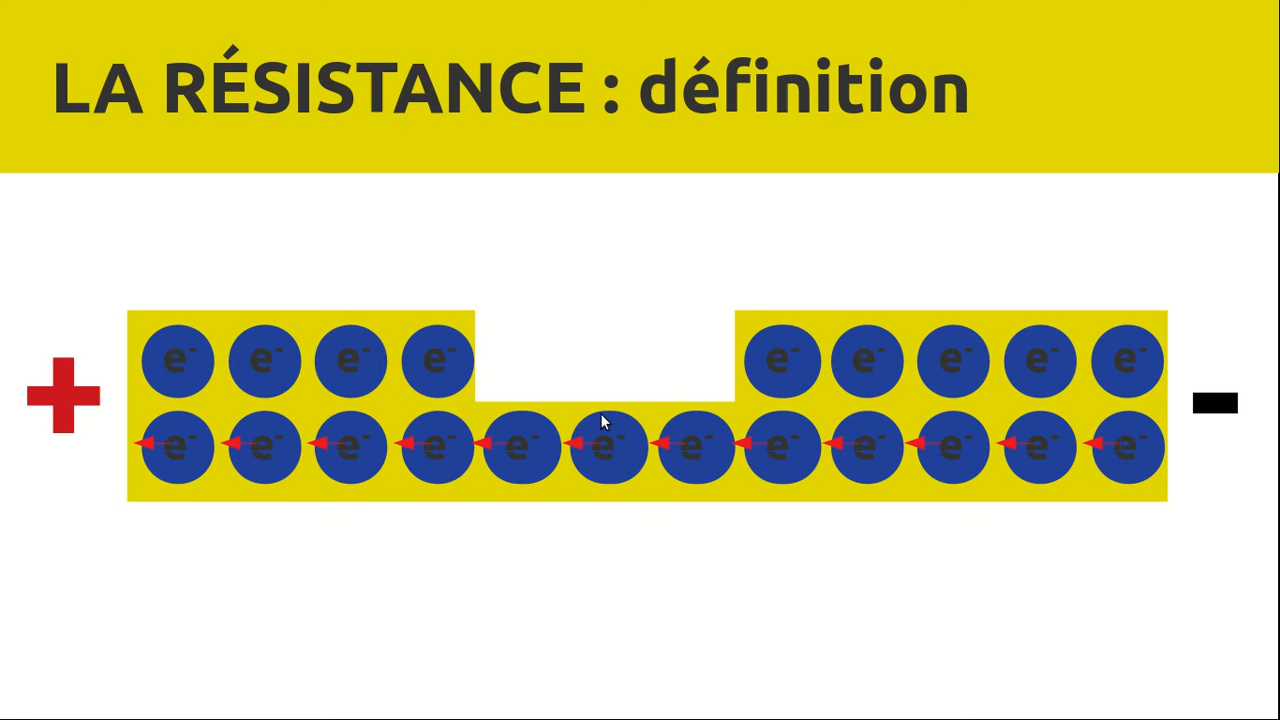 LA RÉSISTANCE : définition
+
e- e- e- e- e- e- e- e- e-
-
e- e- e- e- e- e- e- e- e- e- e- e-